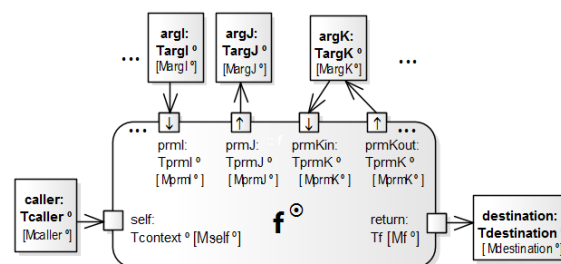 argI: argJ: argK:
TargI º TargJ º TargK º
... [MargI º] [MargJ º] [MargK º] ...
↓ ↑ ↓ ↑
... ...
prmI: prmJ: prmKin: prmKout:
TprmI º TprmJ º TprmK º TprmK º
[MprmI º] [MprmJ º] [MprmK º] [MprmK º]
caller:
Tcaller º
[Mcaller º]
self:
Tcontext º [Mself º]
f ⊙
return:
Tf [Mf º]
destination:
Tdestination º
[Mdestination º]